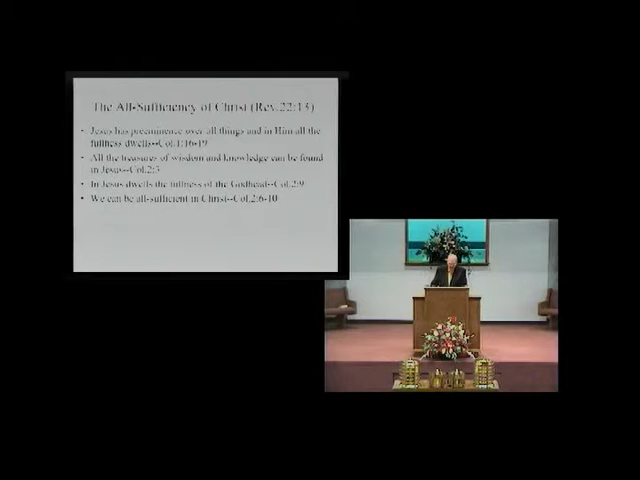 The All-Sufficiency of Christ (Rev.22:13)
• Jesus has preeminence over all things and in Him all the
fullness dwells--Col.1:16-19
• All the treasures of wisdom and knowledge can be found
in Jesus--Col.2:3
• In Jesus dwells the fullness of the Godhead--Col.2:9
• We can be all-sufficient in Christ--Col.2:6-10